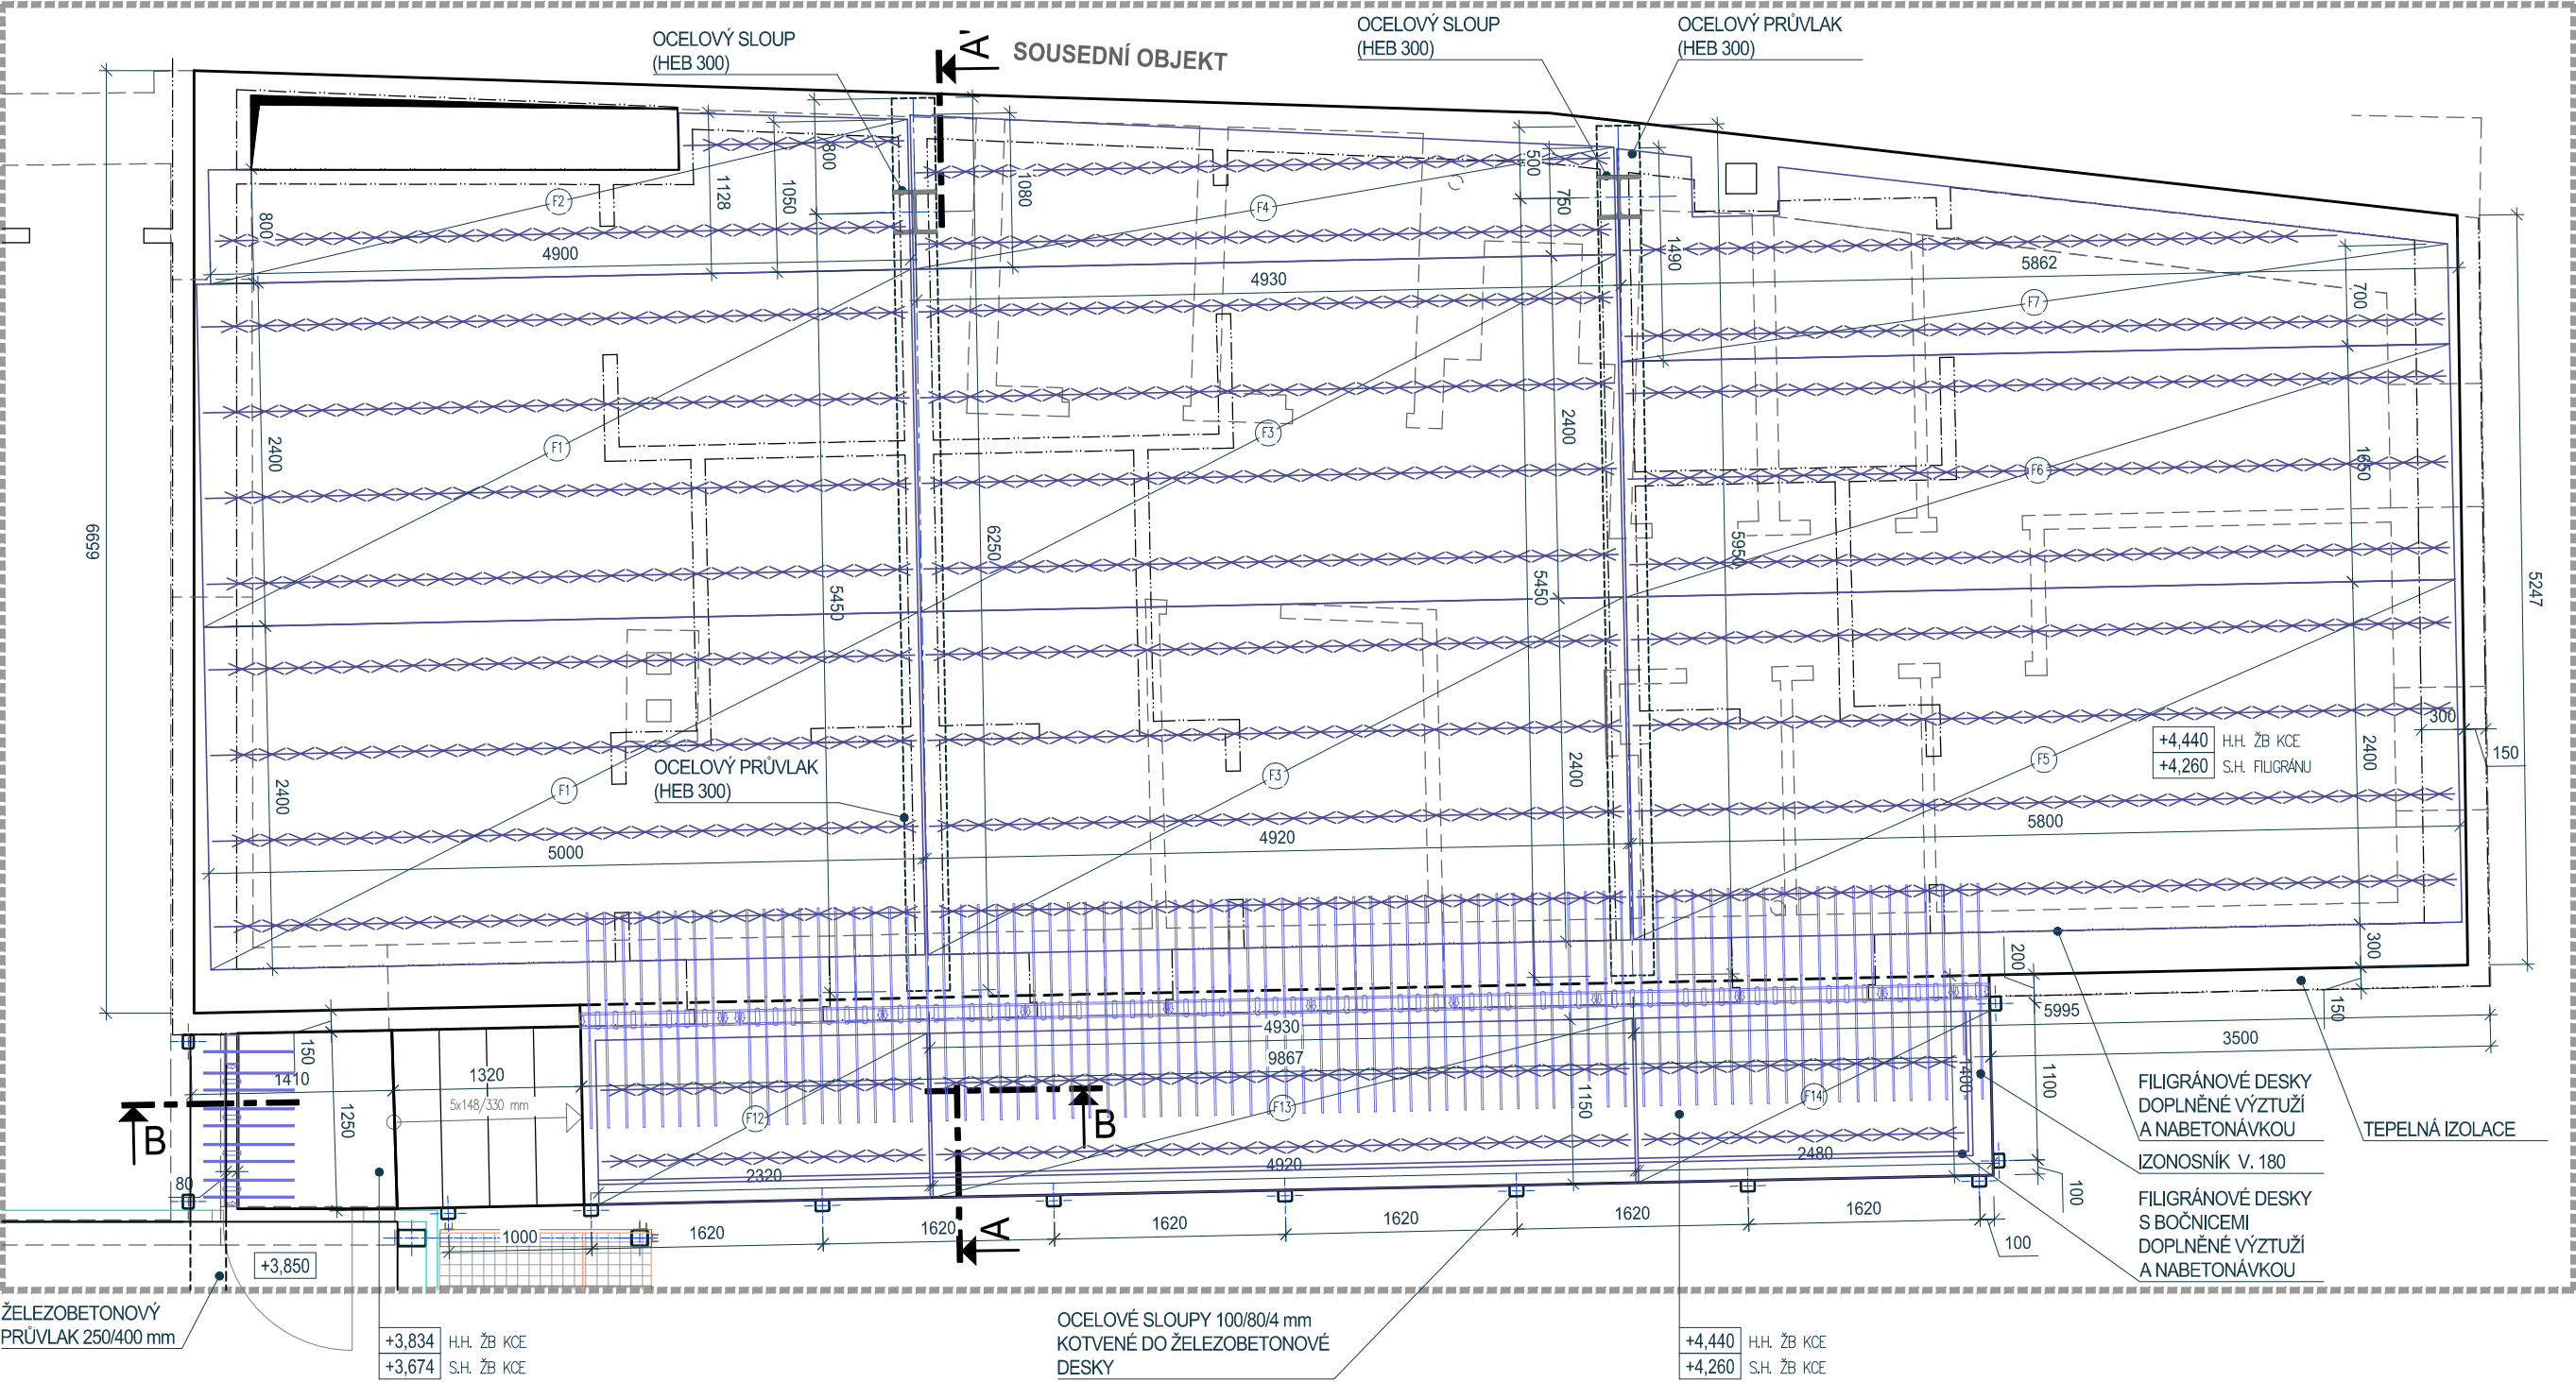 OCELOVÝ SLOUP
(HEB 300)
A'
SOUSEDNÍ OBJEKT
OCELOVÝ SLOUP
(HEB 300)
OCELOVÝ PRŮVLAK
(HEB 300)
800
1128
1050
1080
500
750
1490
F2
F4
800
4900
4930
5862
F7
700
6699
2400
F1
F3
2400
F6
1650
6250
5950
5450
5450
5247
OCELOVÝ PRŮVLAK
(HEB 300)
F1
2400
F3
2400
F5
2400
300
150
+4,440 H.H. ŽB KCE
+4,260 S.H. FILIGRÁNU
5000
4920
5800
200
300
150
4930
5995
9867
3500
150
1410
1320
5x148/330 mm
1250
80
B
B
F12
F13
F14
1150
1400
1100
2320
4920
2480
100
FILIGRÁNOVÉ DESKY
DOPLNĚNÉ VÝZTUŽÍ
A NABETONÁVKOU
TEPELNÁ IZOLACE
IZONOSNÍK V. 180
FILIGRÁNOVÉ DESKY
S BOČNICEMI
DOPLNĚNÉ VÝZTUŽÍ
A NABETONÁVKOU
1000
1620
1620
1620
1620
1620
1620
100
A
+3,850
ŽELEZOBETONOVÝ
PRŮVLAK 250/400 mm
+3,834 H.H. ŽB KCE
+3,674 S.H. ŽB KCE
OCELOVÉ SLOUPY 100/80/4 mm
KOTVENÉ DO ŽELEZOBETONOVÉ
DESKY
+4,440 H.H. ŽB KCE
+4,260 S.H. ŽB KCE